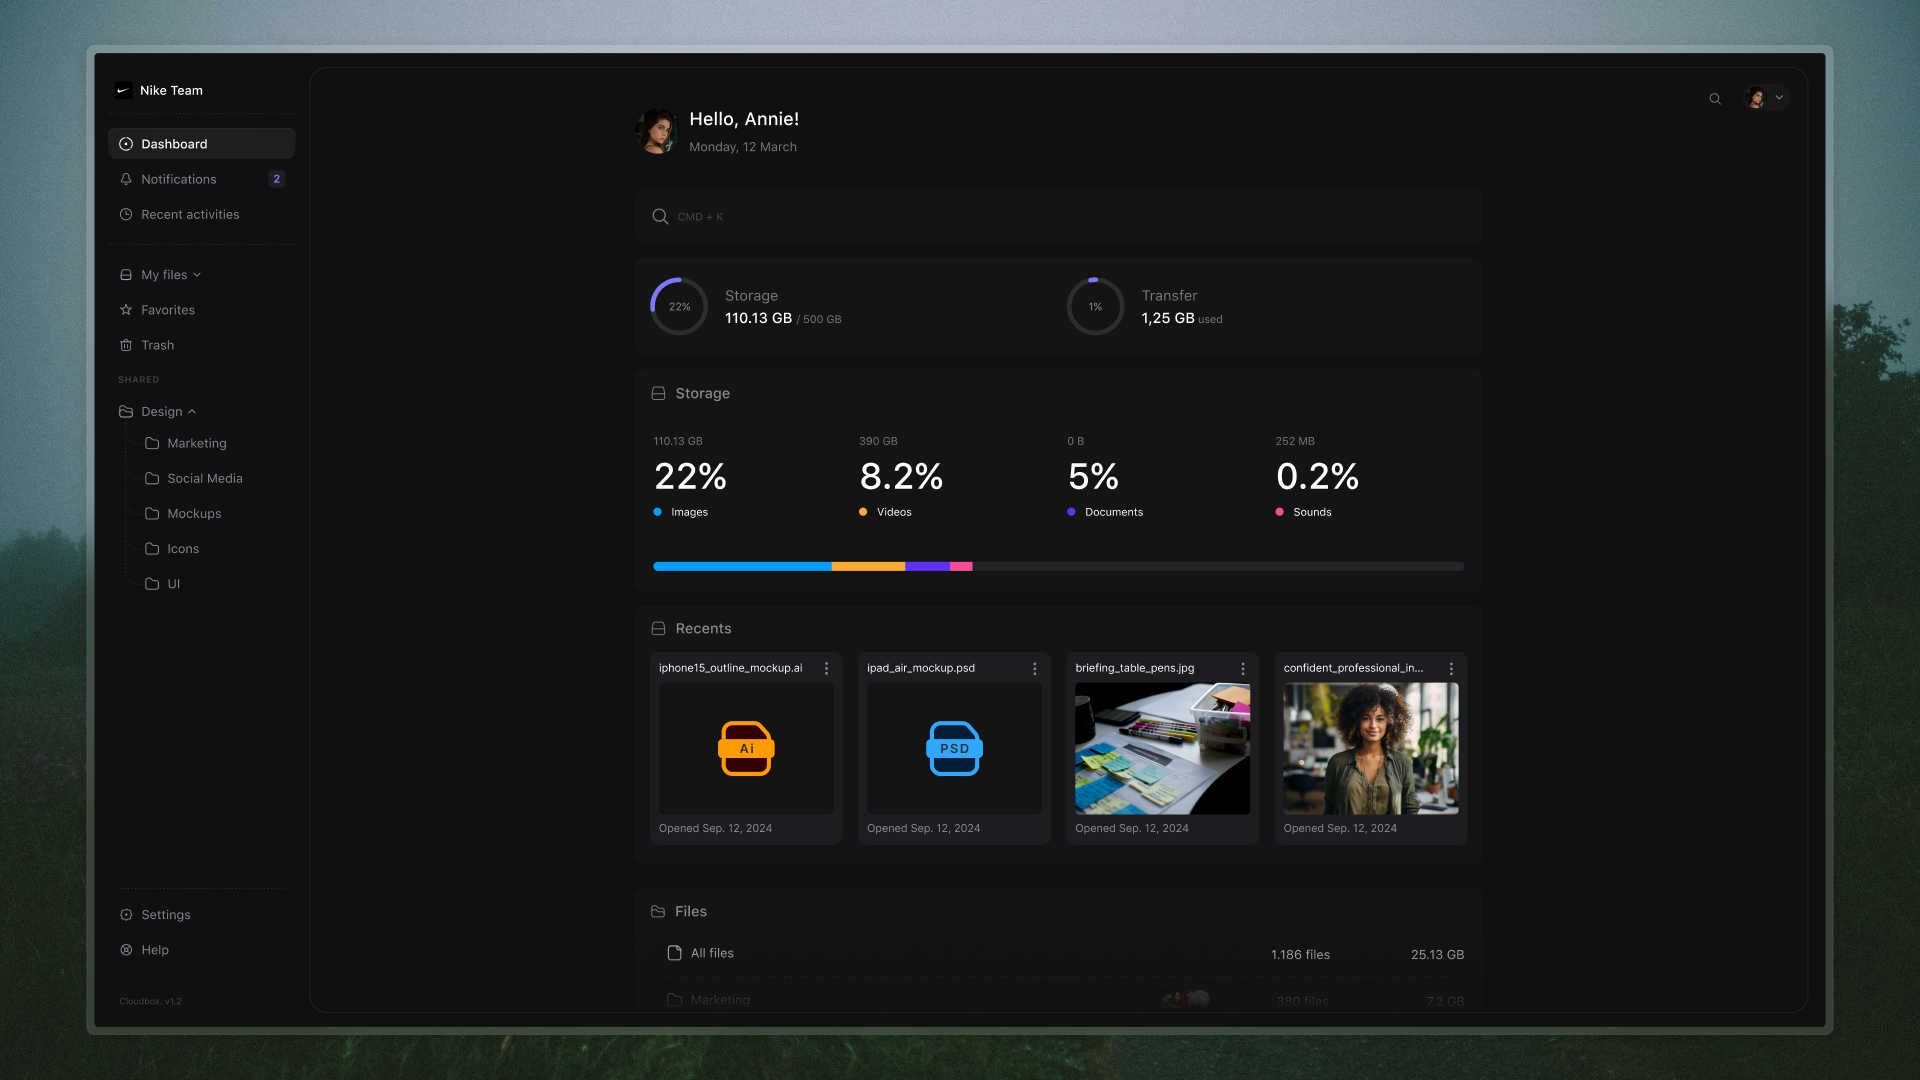 Nike Team
Dashboard
Notifications 2
Recent activities
My files
Favorites
Trash
SHARED
Design
Marketing
Social Media
Mockups
Icons
UI
Settings
Help
Cloudbox. v1.2
Hello, Annie!
Monday, 12 March
CMD + K
22%
Storage
110.13 GB / 500 GB
1%
Transfer
1,25 GB used
Storage
110.13 GB
22%
Images
390 GB
8.2%
Videos
0 B
5%
Documents
252 MB
0.2%
Sounds
Recents
iphone15_outline_mockup.ai
Ai
Opened Sep. 12, 2024
ipad_air_mockup.psd
PSD
Opened Sep. 12, 2024
briefing_table_pens.jpg
Opened Sep. 12, 2024
confident_professional_in...
Opened Sep. 12, 2024
Files
All files 1.186 files 25.13 GB
Marketing 380 files 7.2 GB